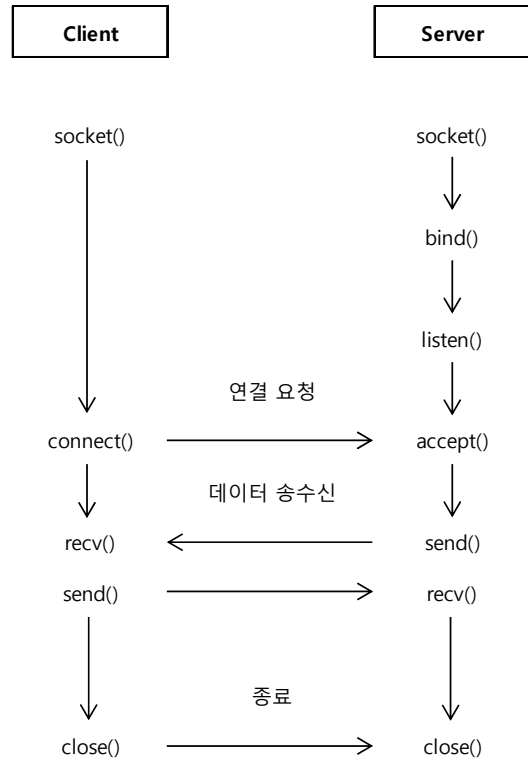 Client Server
socket() socket()
bind()
listen()
연결 요청
connect() accept()
데이터 송수신
recv() send()
send() recv()
종료
close() close()